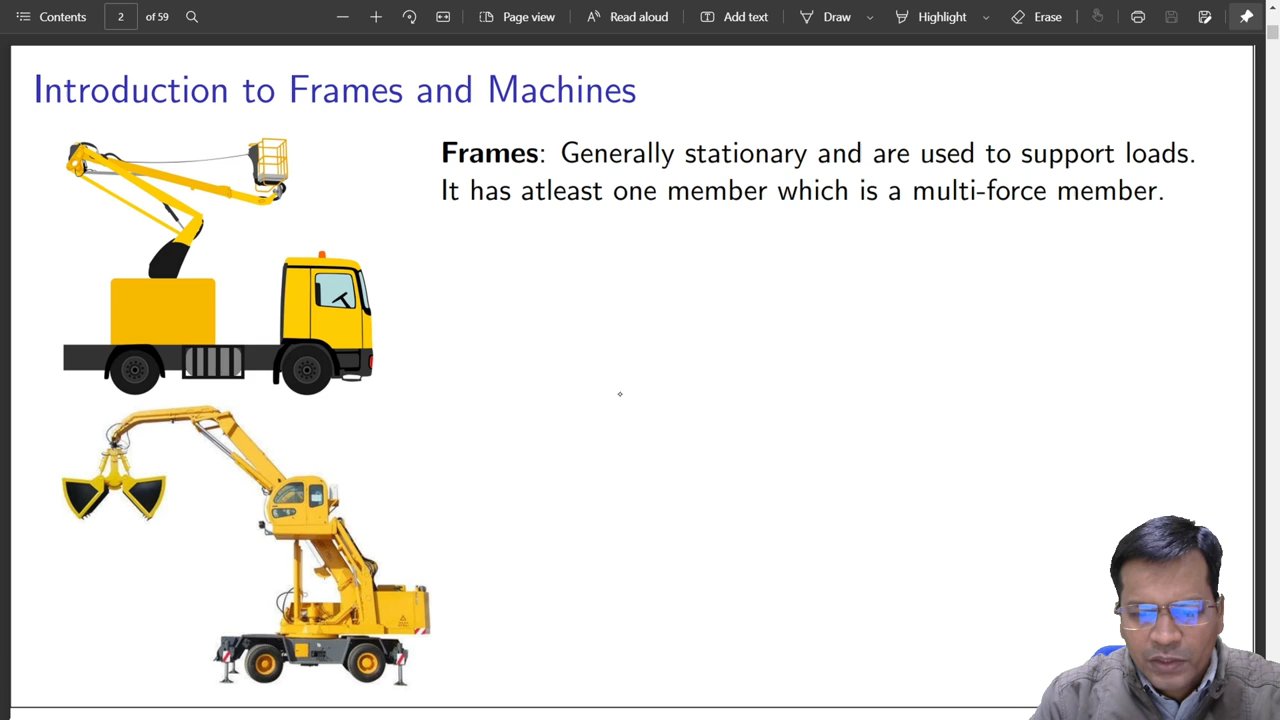 Contents
2
of 59
Page view
Read aloud
Add text
Draw
Highlight
Erase
Introduction to Frames and Machines
Frames: Generally stationary and are used to support loads.
It has atleast one member which is a multi-force member.